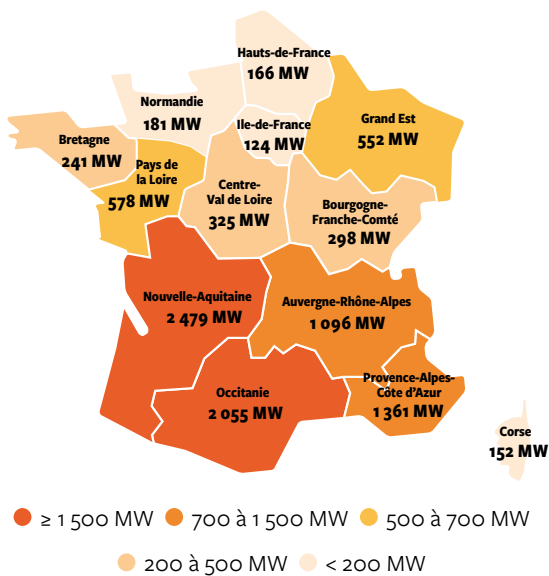 Hauts-de-France
166 MW
Normandie
181 MW
Ile-de-France
124 MW
Grand Est
552 MW
Bretagne
241 MW
Pays de
la Loire
578 MW
Centre-
Val de Loire
325 MW
Bourgogne-
Franche-Comté
298 MW
Nouvelle-Aquitaine
2 479 MW
Auvergne-Rhône-Alpes
1 096 MW
Occitanie
2 055 MW
Provence-Alpes-
Côte d'Azur
1 361 MW
Corse
152 MW
≥ 1 500 MW
700 à 1 500 MW
500 à 700 MW
200 à 500 MW
< 200 MW